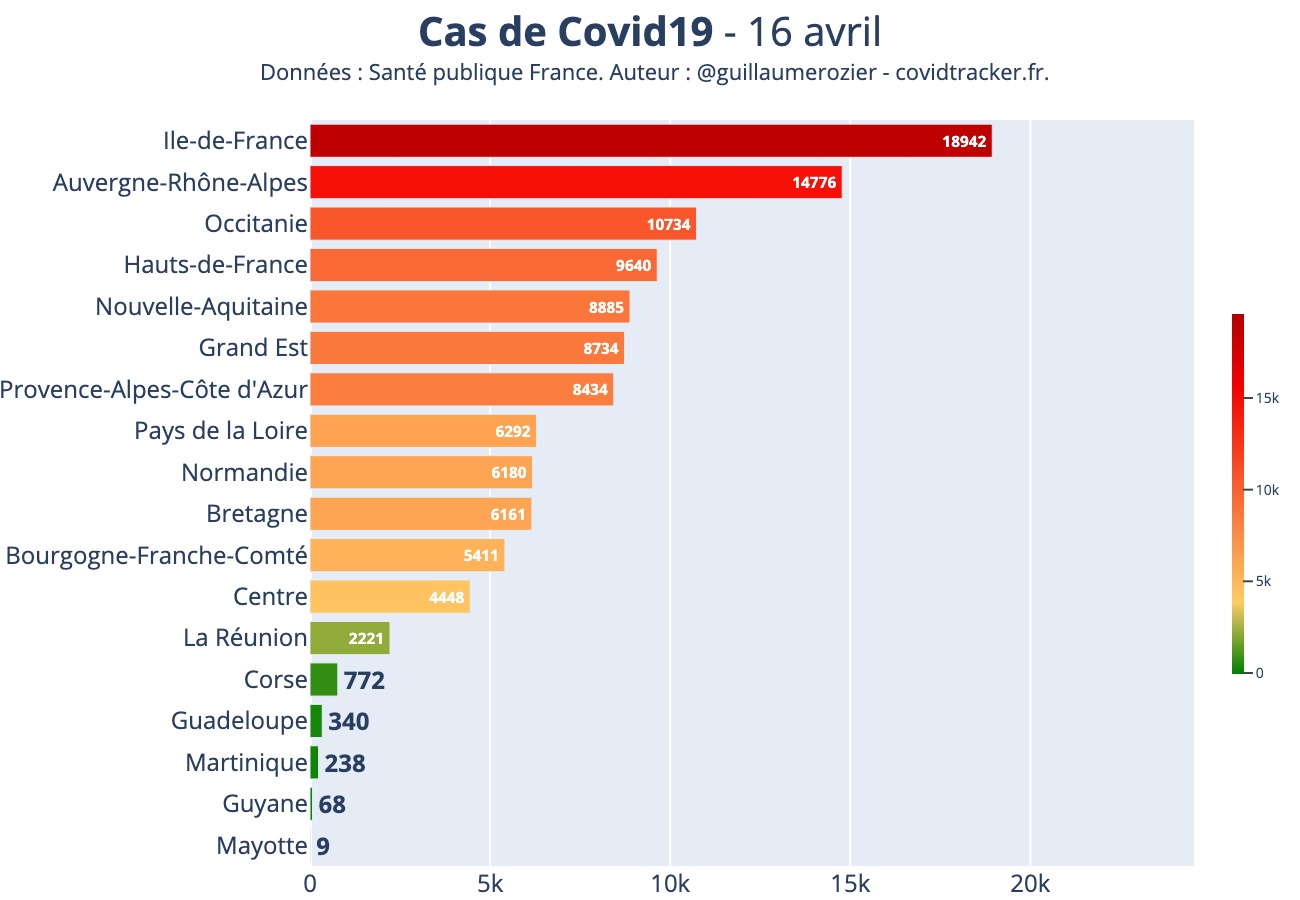 Cas de Covid19 - 16 avril
Données : Santé publique France. Auteur : @guillaumerozier - covidtracker.fr.
Ile-de-France 18942
Auvergne-Rhône-Alpes 14776
Occitanie 10734
Hauts-de-France 9640
Nouvelle-Aquitaine 8885
Grand Est 8734
Provence-Alpes-Côte d'Azur 8434
Pays de la Loire 6292
Normandie 6180
Bretagne 6161
Bourgogne-Franche-Comté 5411
Centre 4448
La Réunion 2221
Corse 772
Guadeloupe 340
Martinique 238
Guyane 68
Mayotte 9
0 5k 10k 15k 20k
15k
10k
5k
0